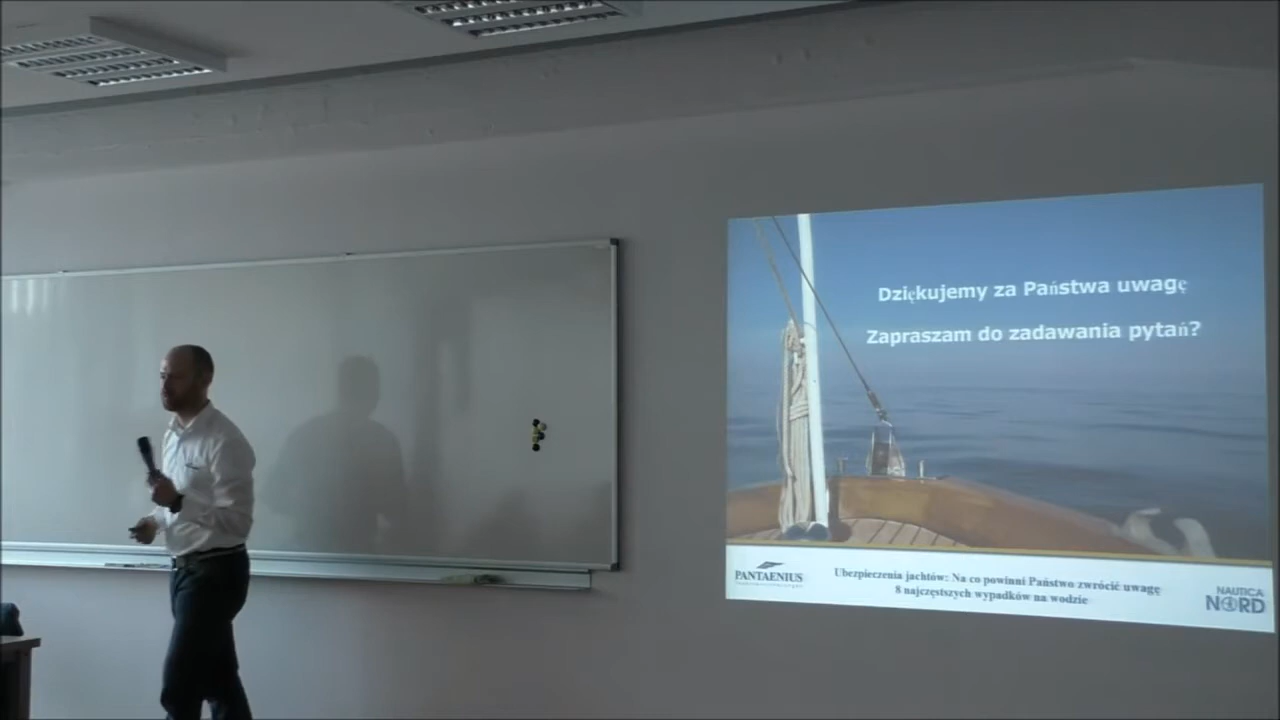 Dziękujemy za Państwa uwagę
Zapraszam do zadawania pytań?
PANTAENIUS
Ubezpieczenia jachtów: Na co powinni Państwo zwrócić uwagę
8 najczęstszych wypadków na wodzie
NAUTICA
NORD